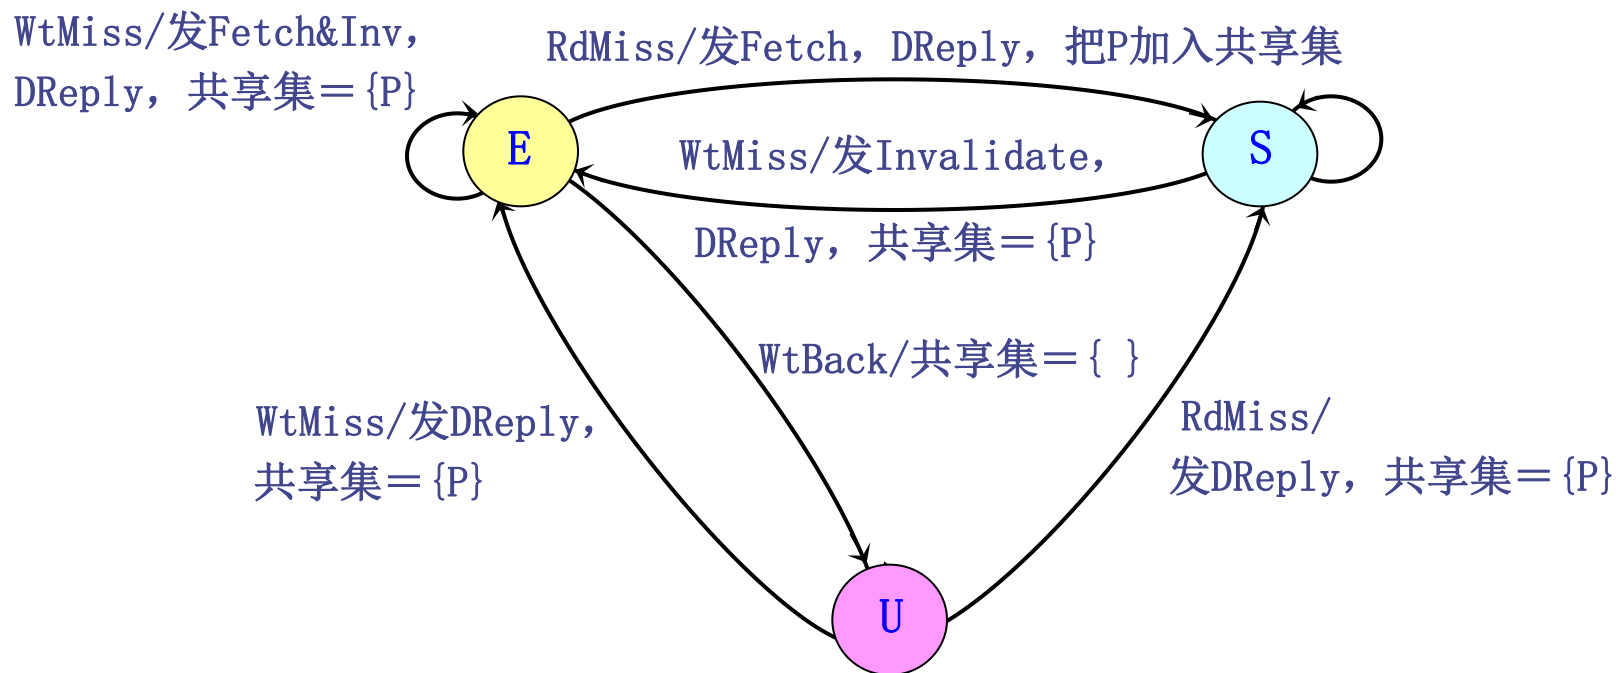 WtMiss/发Fetch&Inv，
DReply，共享集＝{P}
RdMiss/发Fetch，DReply，把P加入共享集
E
S
WtMiss/发Invalidate，
DReply，共享集＝{P}
WtBack/共享集＝{ }
WtMiss/发DReply，
共享集＝{P}
RdMiss/
发DReply，共享集＝{P}
U